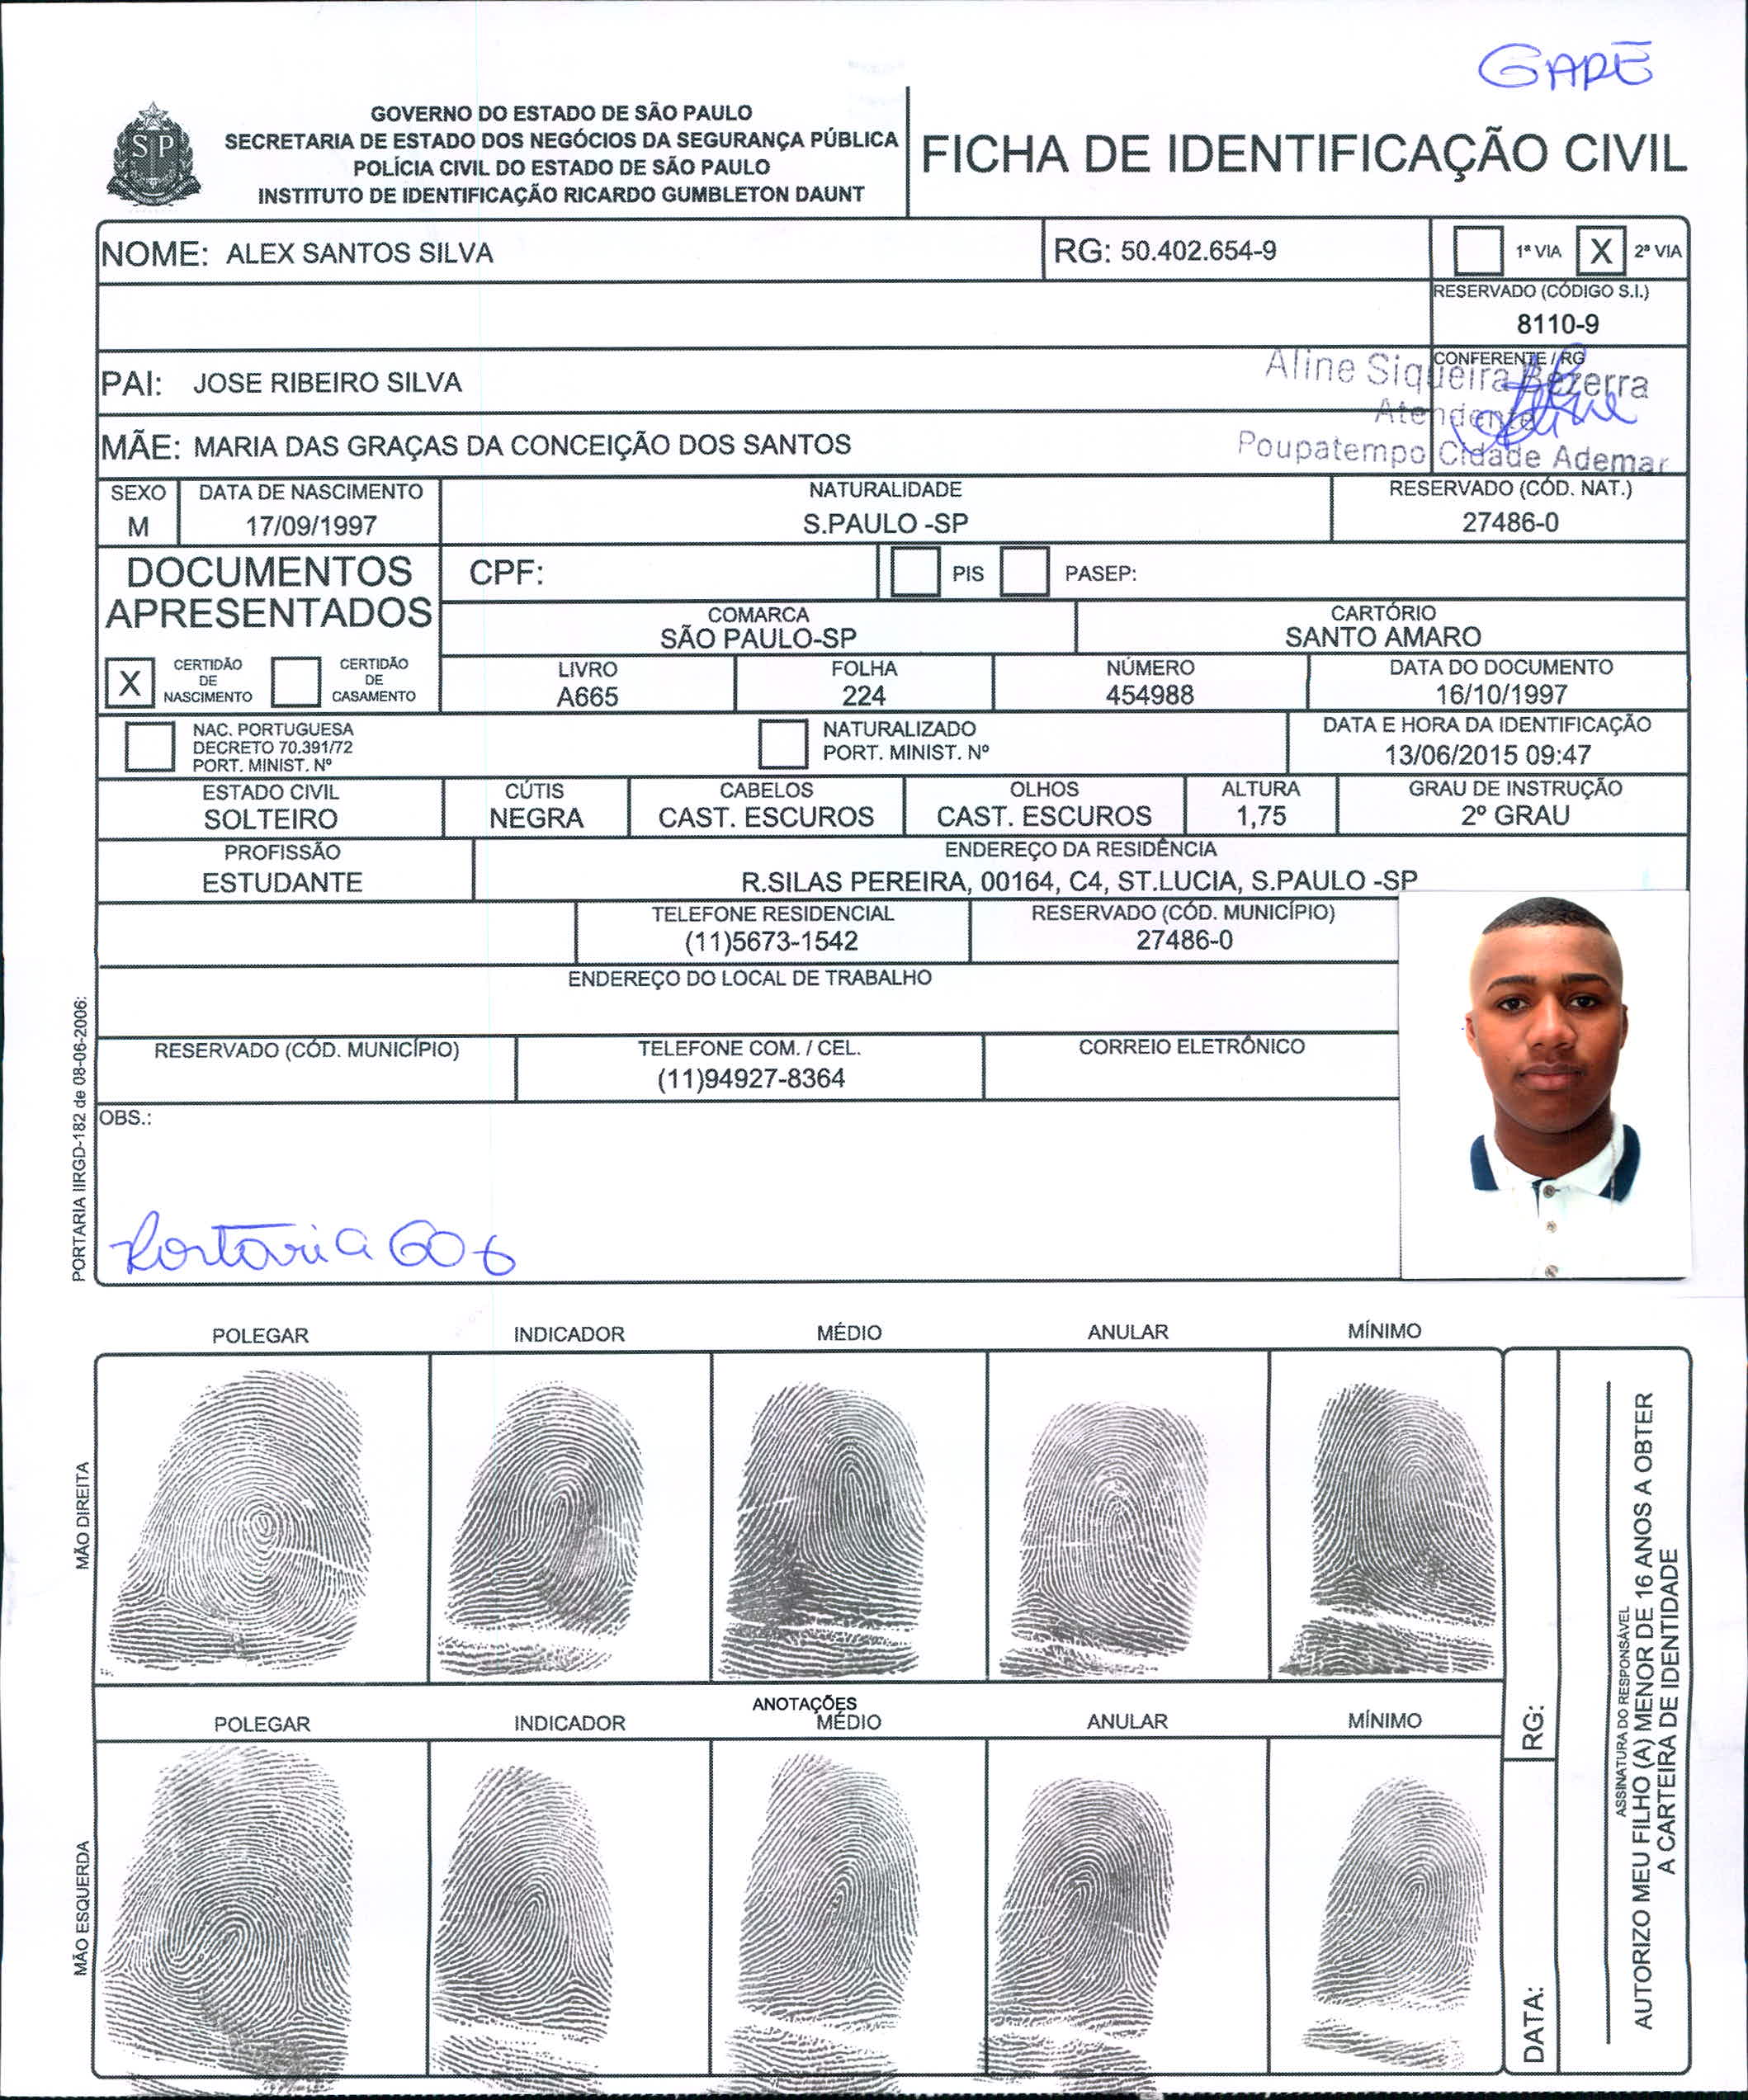 GAPE
GOVERNO DO ESTADO DE SÃO PAULO
SECRETARIA DE ESTADO DOS NEGÓCIOS DA SEGURANÇA PÚBLICA
POLÍCIA CIVIL DO ESTADO DE SÃO PAULO
INSTITUTO DE IDENTIFICAÇÃO RICARDO GUMBLETON DAUNT
SP
FICHA DE IDENTIFICAÇÃO CIVIL
NOME: ALEX SANTOS SILVA
RG: 50.402.654-9
1ª VIA X 2ª VIA
RESERVADO (CÓDIGO S.I.)
8110-9
PAI: JOSE RIBEIRO SILVA
CONFERENTE / RG
Aline Siqueira Bezerra
Atendente
Poupatempo Cidade Ademar
MÃE: MARIA DAS GRAÇAS DA CONCEIÇÃO DOS SANTOS
SEXO
M
DATA DE NASCIMENTO
17/09/1997
NATURALIDADE
S.PAULO -SP
RESERVADO (CÓD. NAT.)
27486-0
DOCUMENTOS
APRESENTADOS
CPF:
PIS
PASEP:
COMARCA
SÃO PAULO-SP
CARTÓRIO
SANTO AMARO
X CERTIDÃO
DE
NASCIMENTO
CERTIDÃO
DE
CASAMENTO
LIVRO
A665
FOLHA
224
NÚMERO
454988
DATA DO DOCUMENTO
16/10/1997
NAC. PORTUGUESA
DECRETO 70.391/72
PORT. MINIST. Nº
NATURALIZADO
PORT. MINIST. Nº
DATA E HORA DA IDENTIFICAÇÃO
13/06/2015 09:47
ESTADO CIVIL
SOLTEIRO
CÚTIS
NEGRA
CABELOS
CAST. ESCUROS
OLHOS
CAST. ESCUROS
ALTURA
1,75
GRAU DE INSTRUÇÃO
2º GRAU
PROFISSÃO
ESTUDANTE
ENDEREÇO DA RESIDÊNCIA
R.SILAS PEREIRA, 00164, C4, ST.LUCIA, S.PAULO -SP
TELEFONE RESIDENCIAL
(11)5673-1542
RESERVADO (CÓD. MUNICÍPIO)
27486-0
ENDEREÇO DO LOCAL DE TRABALHO
RESERVADO (CÓD. MUNICÍPIO)
TELEFONE COM. / CEL.
(11)94927-8364
CORREIO ELETRÔNICO
OBS.:
Portaria 606
PORTARIA IIRGD-182 de 08-06-2006:
POLEGAR INDICADOR MÉDIO ANULAR MÍNIMO
MÃO DIREITA
ANOTAÇÕES
POLEGAR INDICADOR MÉDIO ANULAR MÍNIMO
MÃO ESQUERDA
RG:
DATA:
ASSINATURA DO RESPONSÁVEL
AUTORIZO MEU FILHO (A) MENOR DE 16 ANOS A OBTER
A CARTEIRA DE IDENTIDADE